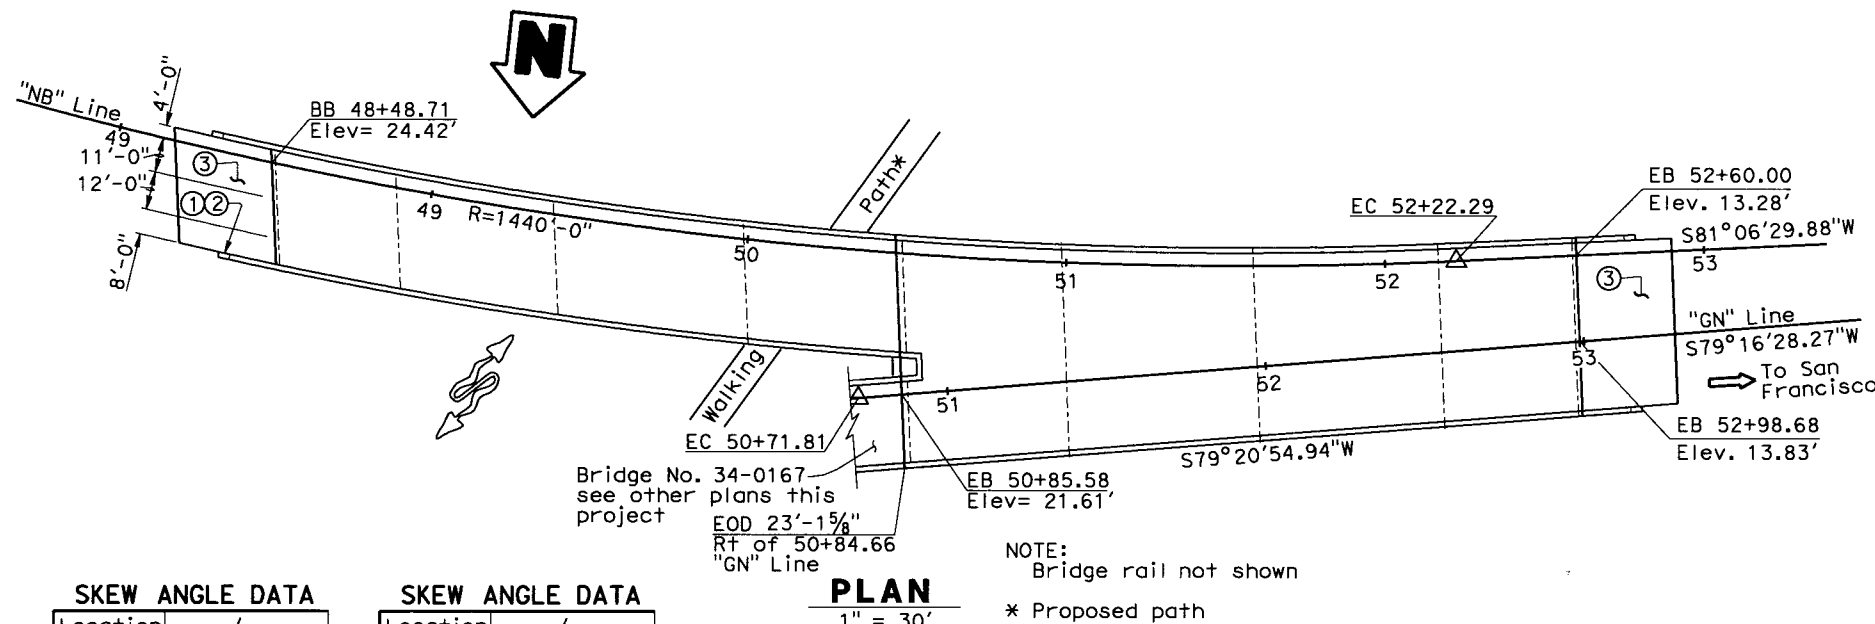 N
"NB" Line
49
4'-0"
11'-0"
12'-0"
8'-0"
3
1 2
BB 48+48.71
Elev= 24.42'
49
R=1440'-0"
50
Path*
51
52
EC 52+22.29
EB 52+60.00
Elev. 13.28'
S81°06'29.88"W
53
3
"GN" Line
S79°16'28.27"W
To San
Francisco
53
52
51
EB 52+98.68
Elev. 13.83'
S79°20'54.94"W
Walking
EC 50+71.81
Bridge No. 34-0167
see other plans this
project
EB 50+85.58
Elev= 21.61'
EOD 23'-1⅝"
Rt of 50+84.66
"GN" Line
NOTE:
Bridge rail not shown
* Proposed path
PLAN
1" = 30'
SKEW ANGLE DATA
Location
SKEW ANGLE DATA
Location